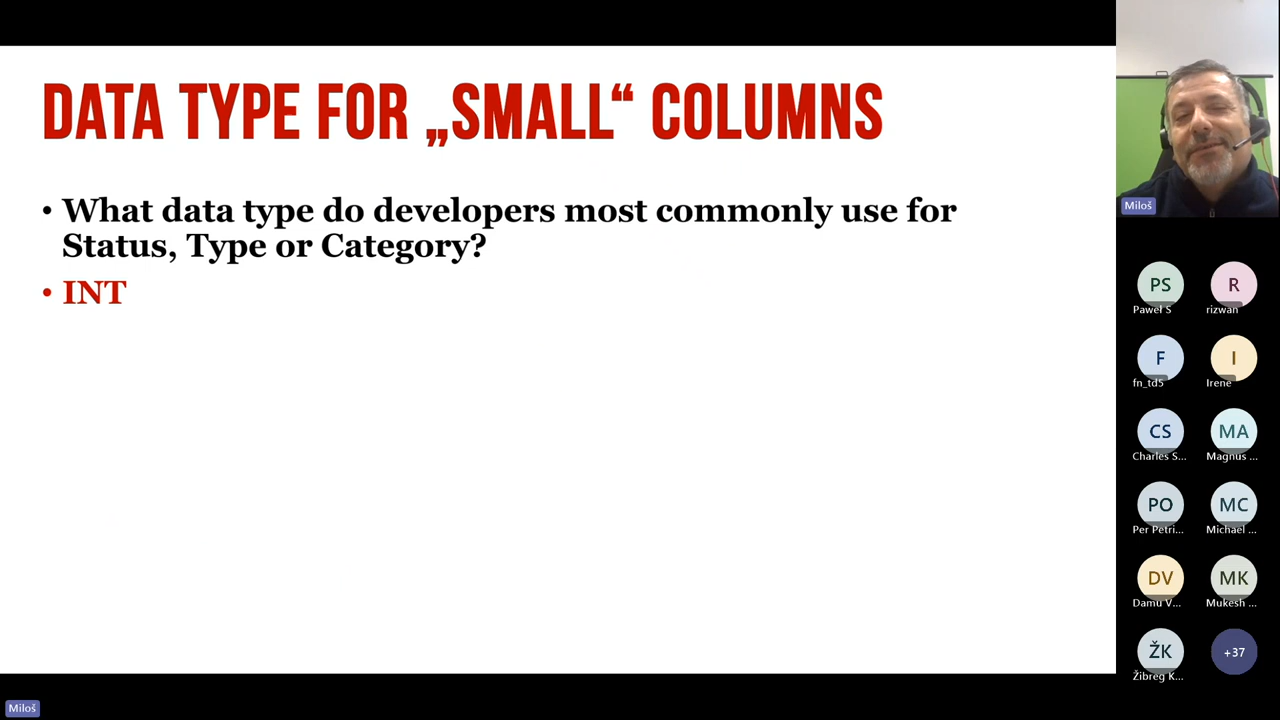 DATA TYPE FOR „SMALL“ COLUMNS
• What data type do developers most commonly use for
Status, Type or Category?
• INT
Miloš
PS
R
Paweł S
rizwan
F
I
fn_td5
Irene
CS
MA
Charles S...
Magnus ...
PO
MC
Per Petri...
Michael ...
DV
MK
Damu V...
Mukesh ...
ŽK
+37
Žibreg K...
Miloš